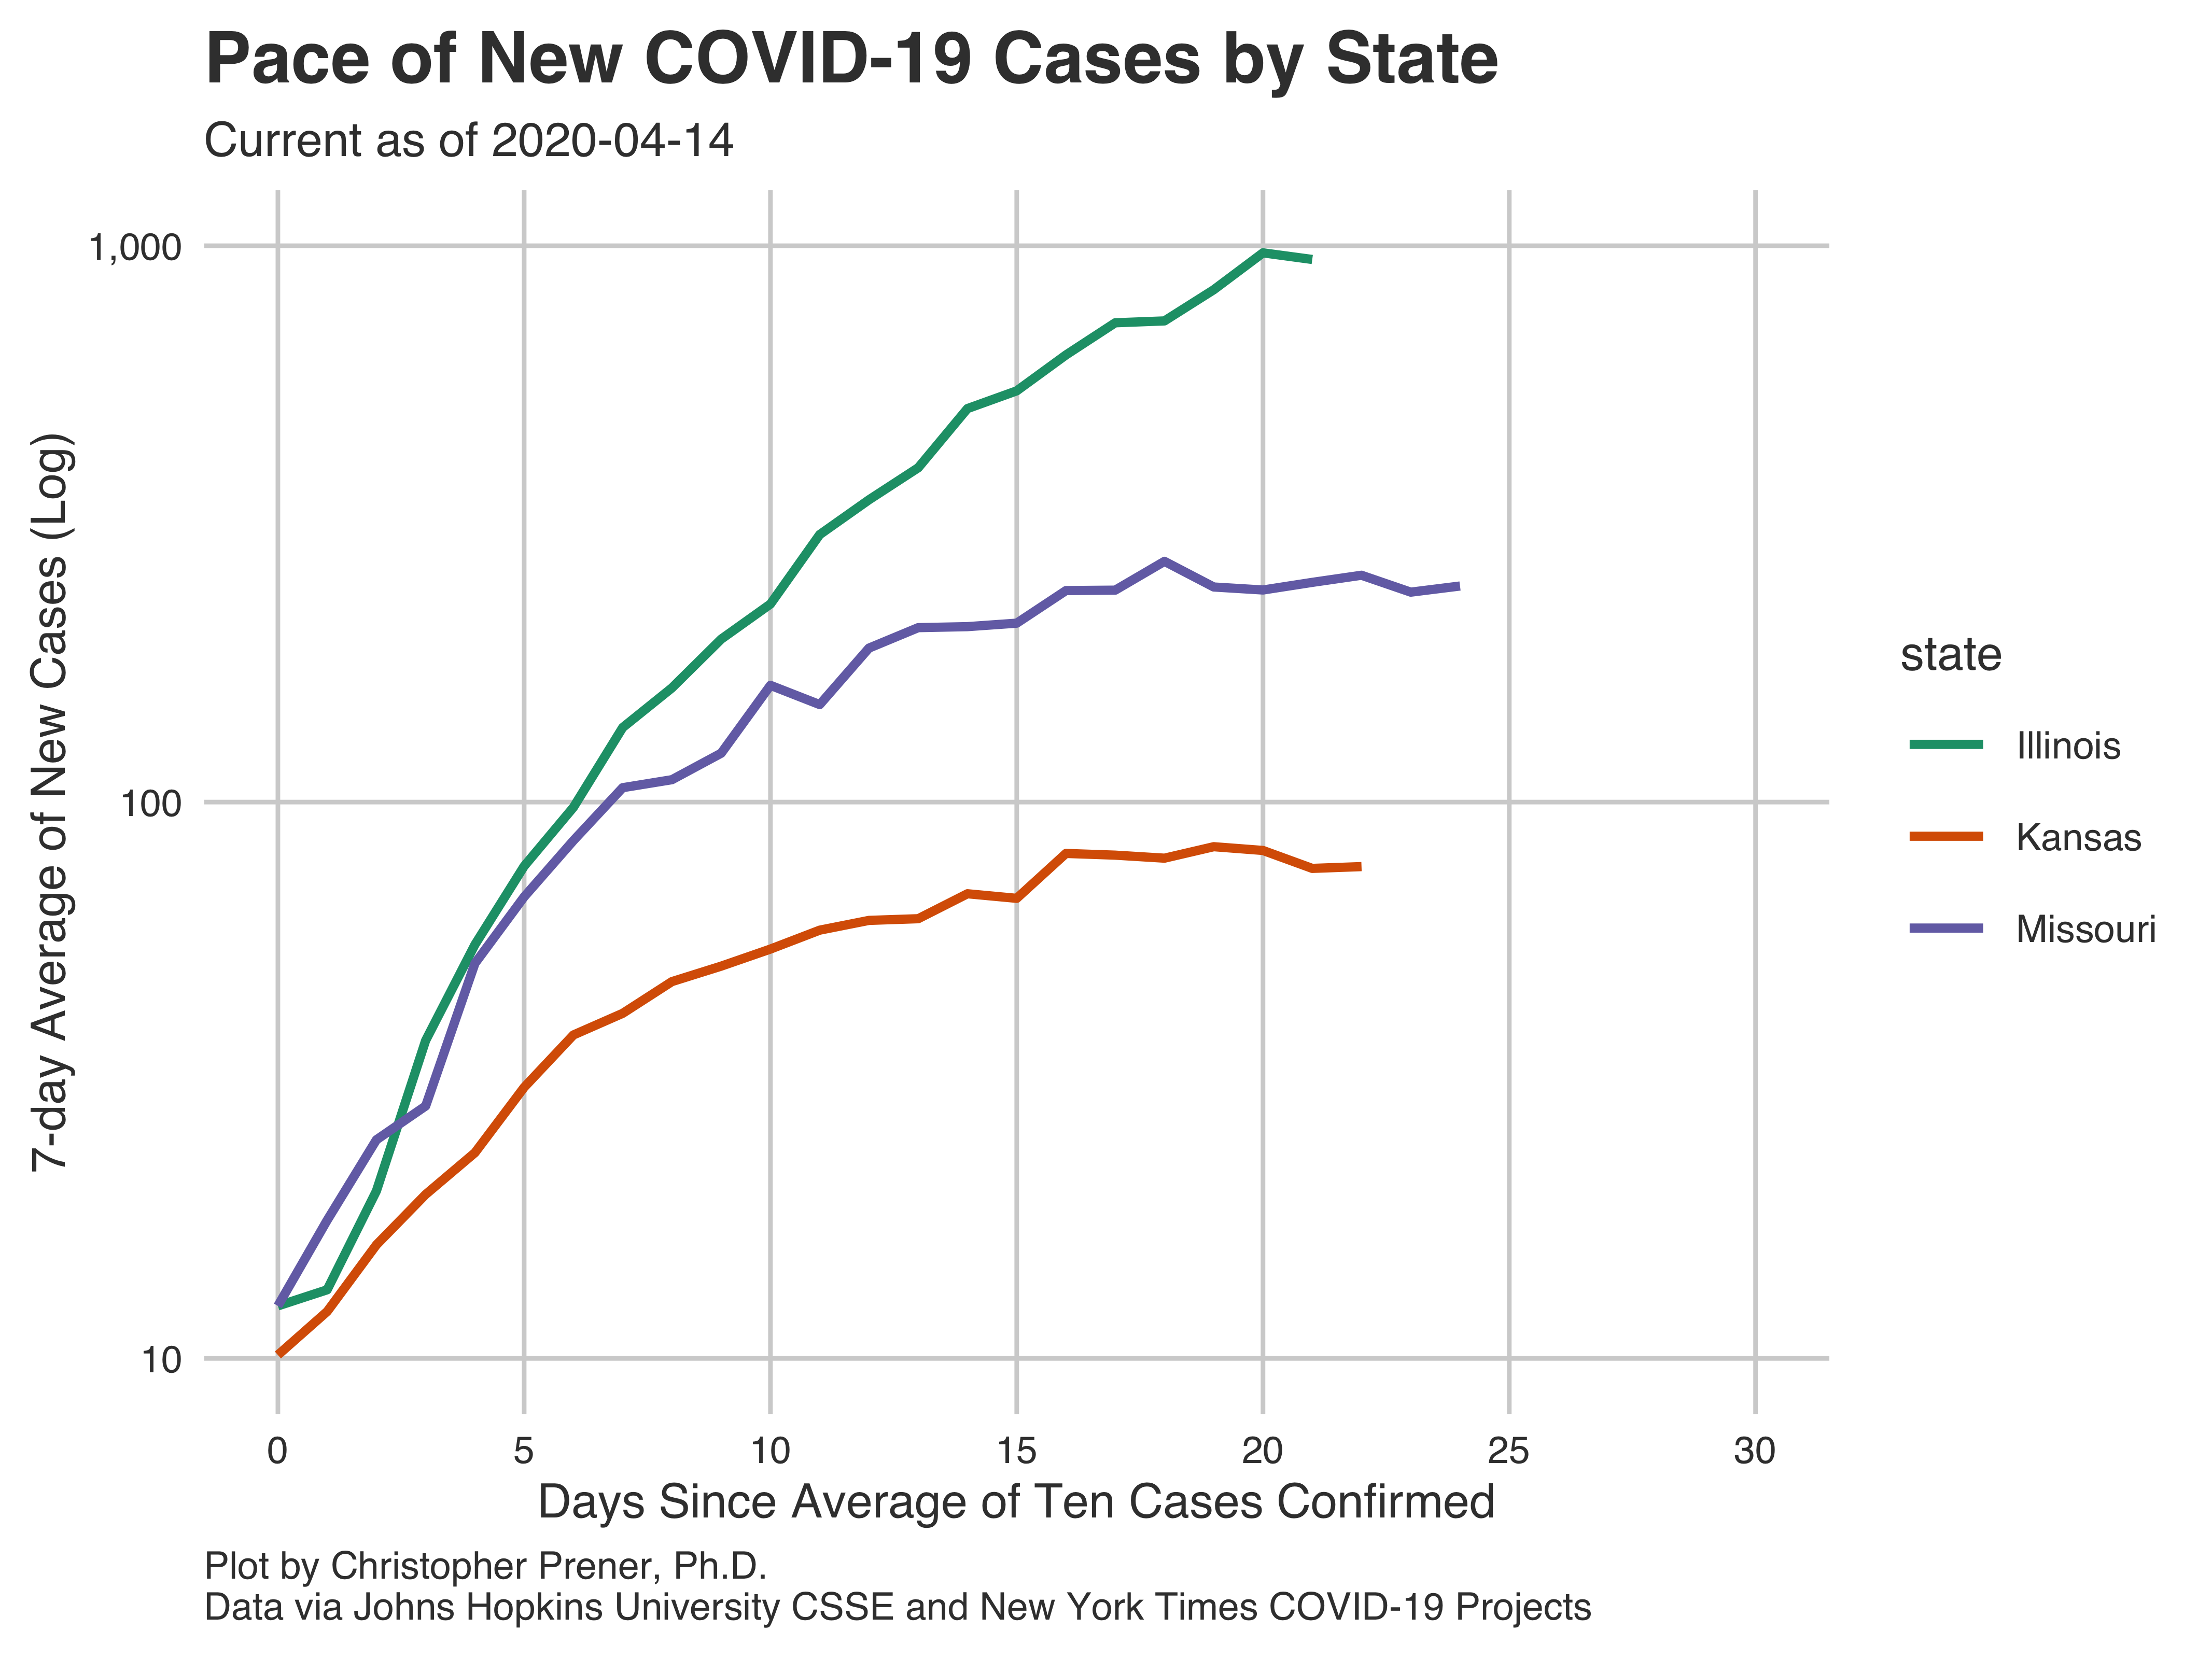 Pace of New COVID-19 Cases by State
Current as of 2020-04-14
7-day Average of New Cases (Log)
1,000
100
10
0 5 10 15 20 25 30
Days Since Average of Ten Cases Confirmed
state
Illinois
Kansas
Missouri
Plot by Christopher Prener, Ph.D.
Data via Johns Hopkins University CSSE and New York Times COVID-19 Projects